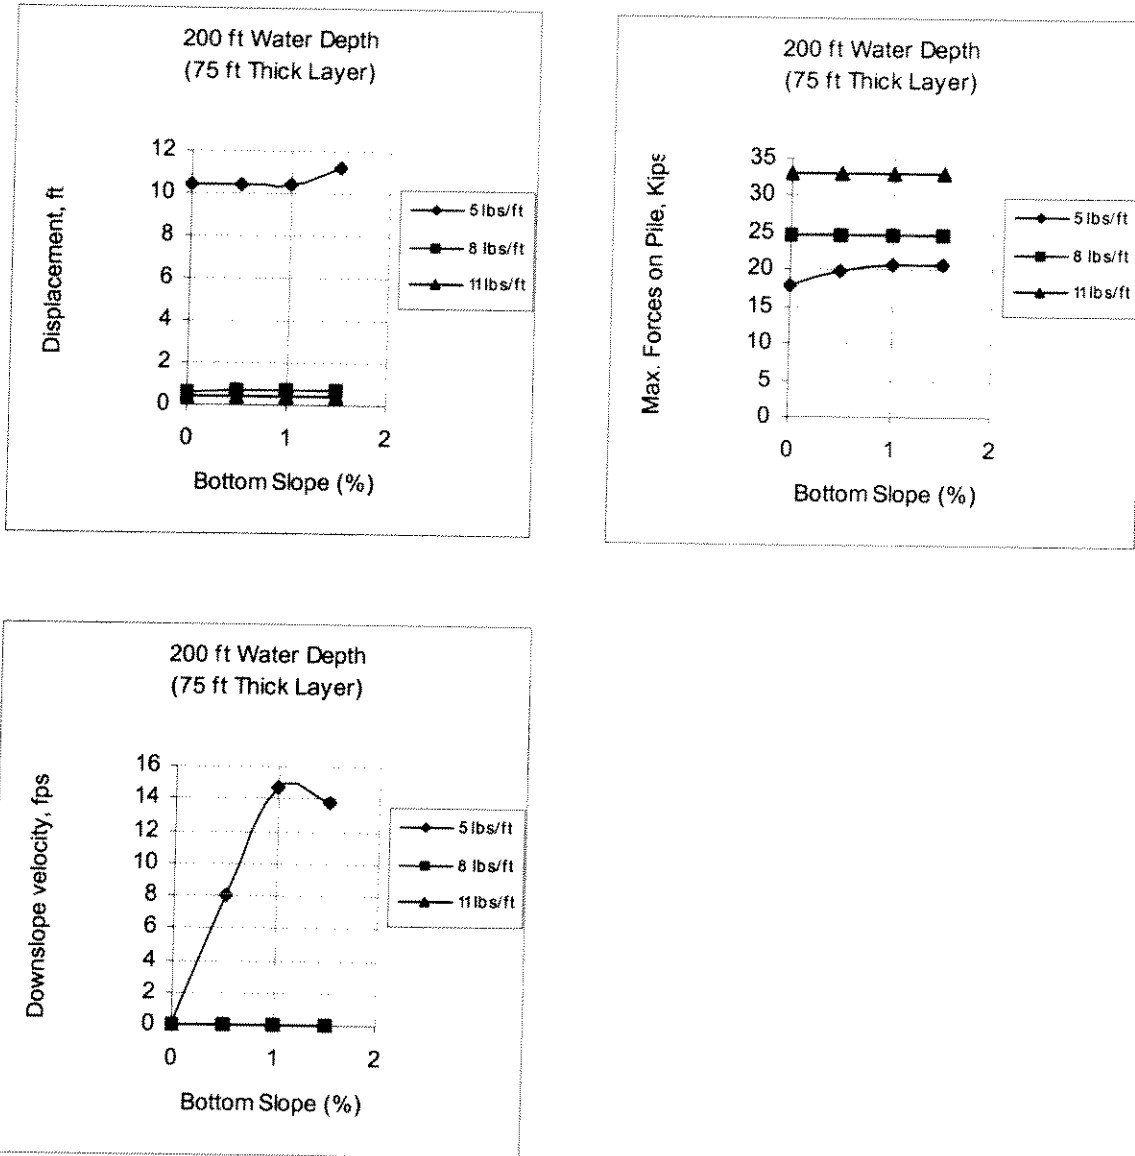 200 ft Water Depth
(75 ft Thick Layer)
Displacement, ft
12
10
8
6
4
2
0
0 1 2
Bottom Slope (%)
5 lbs/ft
8 lbs/ft
11 lbs/ft
200 ft Water Depth
(75 ft Thick Layer)
Max. Forces on Pile, Kips
35
30
25
20
15
10
5
0
0 1 2
Bottom Slope (%)
5 lbs/ft
8 lbs/ft
11 lbs/ft
200 ft Water Depth
(75 ft Thick Layer)
Downslope velocity, fps
16
14
12
10
8
6
4
2
0
0 1 2
Bottom Slope (%)
5 lbs/ft
8 lbs/ft
11 lbs/ft